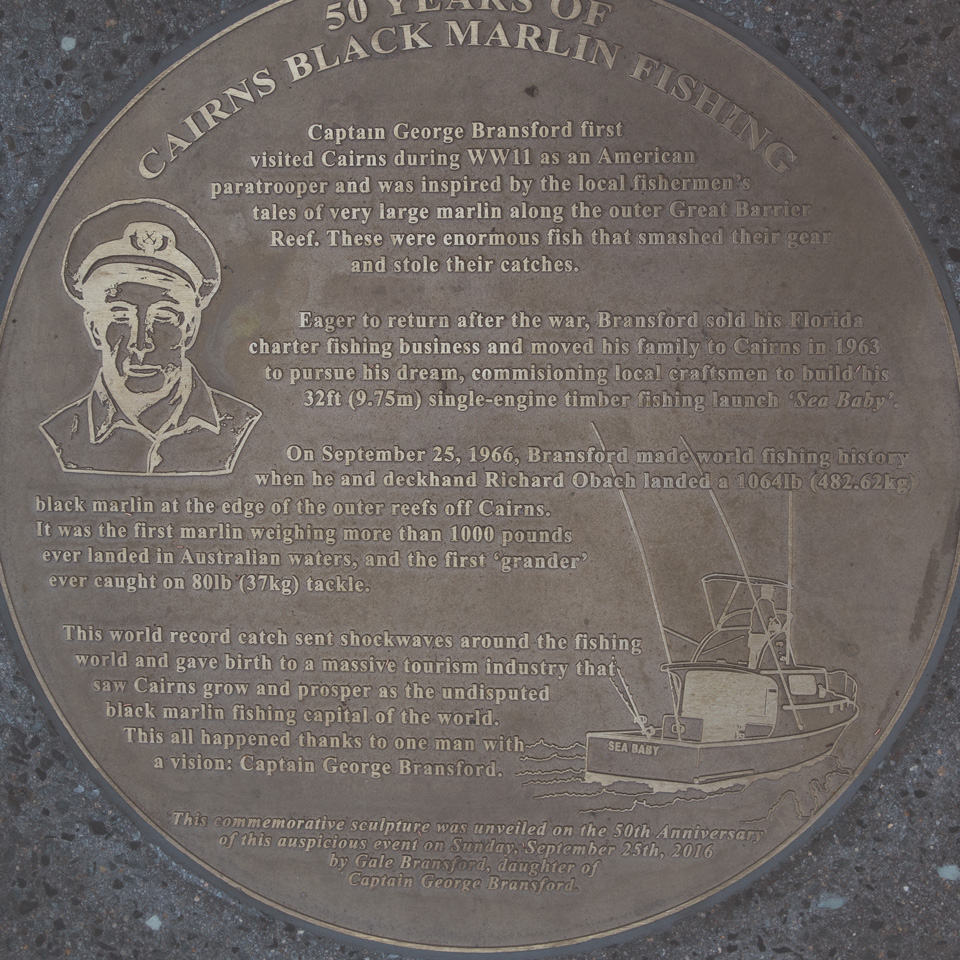 50 YEARS OF
CAIRNS BLACK MARLIN FISHING
Captain George Bransford first
visited Cairns during WW11 as an American
paratrooper and was inspired by the local fishermen's
tales of very large marlin along the outer Great Barrier
Reef. These were enormous fish that smashed their gear
and stole their catches.
Eager to return after the war, Bransford sold his Florida
charter fishing business and moved his family to Cairns in 1963
to pursue his dream, commisioning local craftsmen to build his
32ft (9.75m) single-engine timber fishing launch 'Sea Baby'.
On September 25, 1966, Bransford made world fishing history
when he and deckhand Richard Obach landed a 1064lb (482.62kg)
black marlin at the edge of the outer reefs off Cairns.
It was the first marlin weighing more than 1000 pounds
ever landed in Australian waters, and the first 'grander'
ever caught on 80lb (37kg) tackle.
This world record catch sent shockwaves around the fishing
world and gave birth to a massive tourism industry that
saw Cairns grow and prosper as the undisputed
black marlin fishing capital of the world.
This all happened thanks to one man with
a vision: Captain George Bransford.
SEA BABY
This commemorative sculpture was unveiled on the 50th Anniversary
of this auspicious event on Sunday, September 25th, 2016
by Gale Bransford, daughter of
Captain George Bransford.